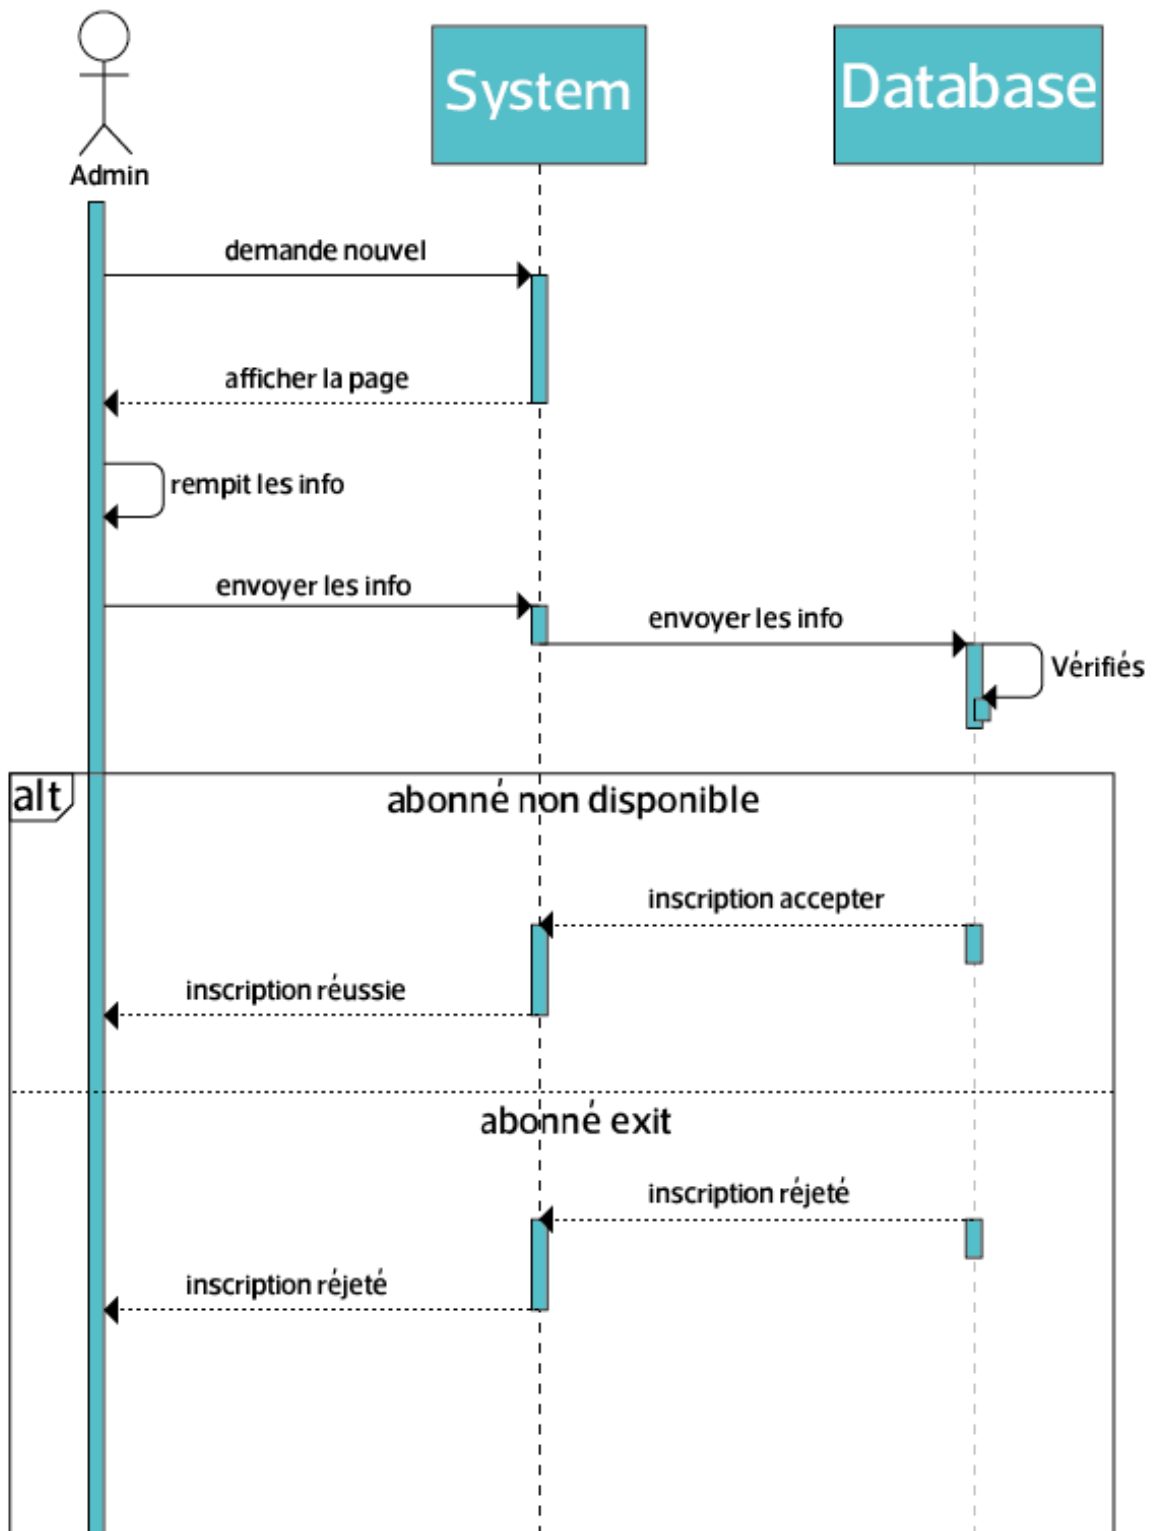 System
Database
Admin
demande nouvel
afficher la page
rempit les info
envoyer les info
envoyer les info
Vérifiés
alt
abonné non disponible
inscription accepter
inscription réussie
abonné exit
inscription réjeté
inscription réjeté